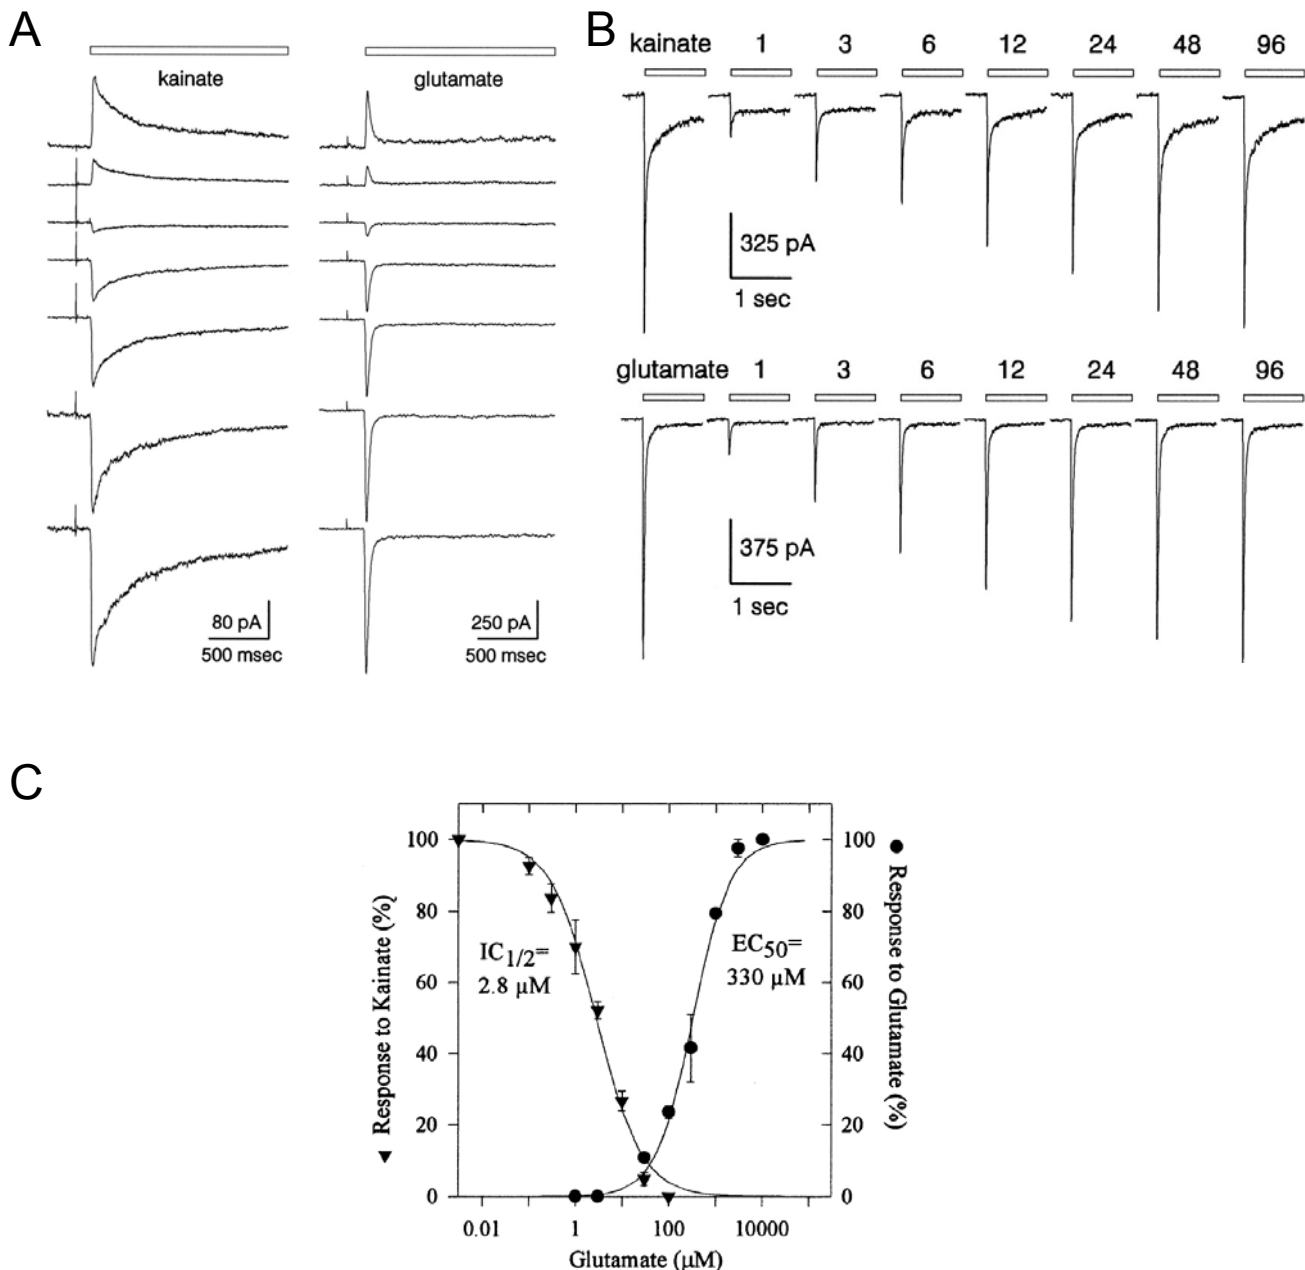 A
kainate
glutamate
80 pA
500 msec
250 pA
500 msec
B
kainate 1 3 6 12 24 48 96
325 pA
1 sec
glutamate 1 3 6 12 24 48 96
375 pA
1 sec
C
Response to Kainate (%)
100
80
60
40
20
0
IC1/2=
2.8 µM
EC50=
330 µM
100
80
60
40
20
0
Response to Glutamate (%)
0.01 1 100 10000
Glutamate (µM)